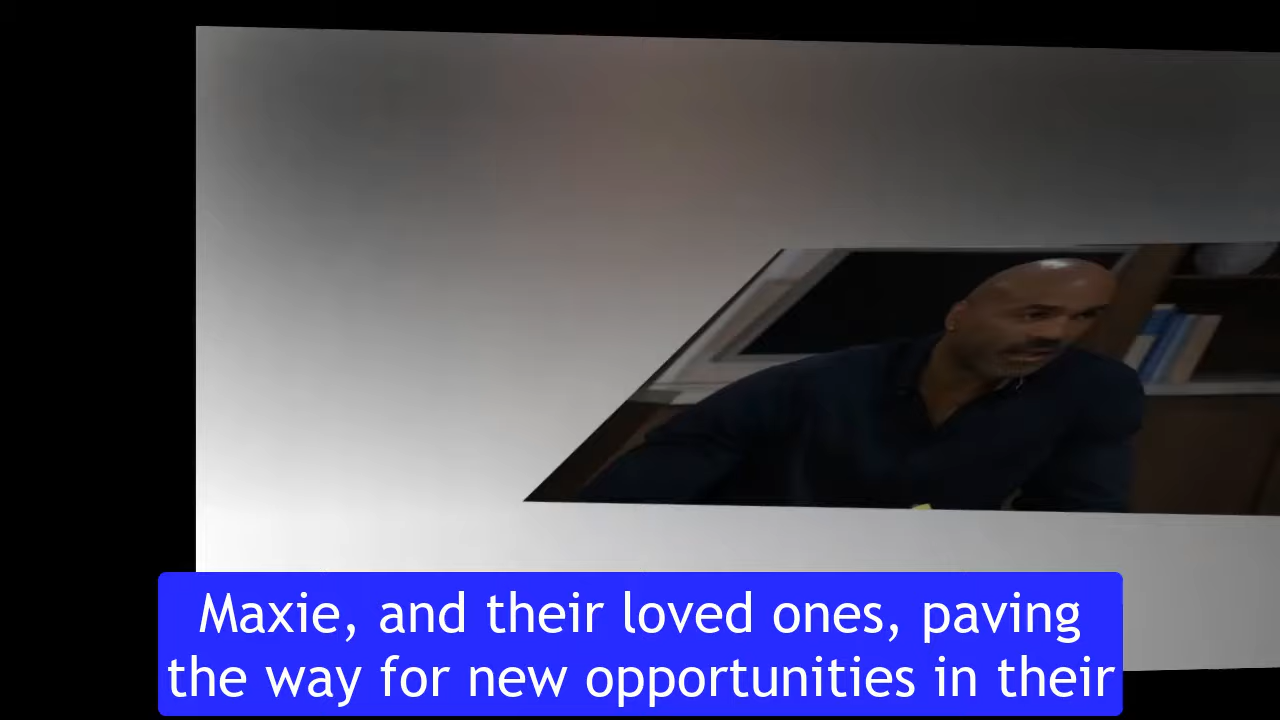 Maxie, and their loved ones, paving
the way for new opportunities in their